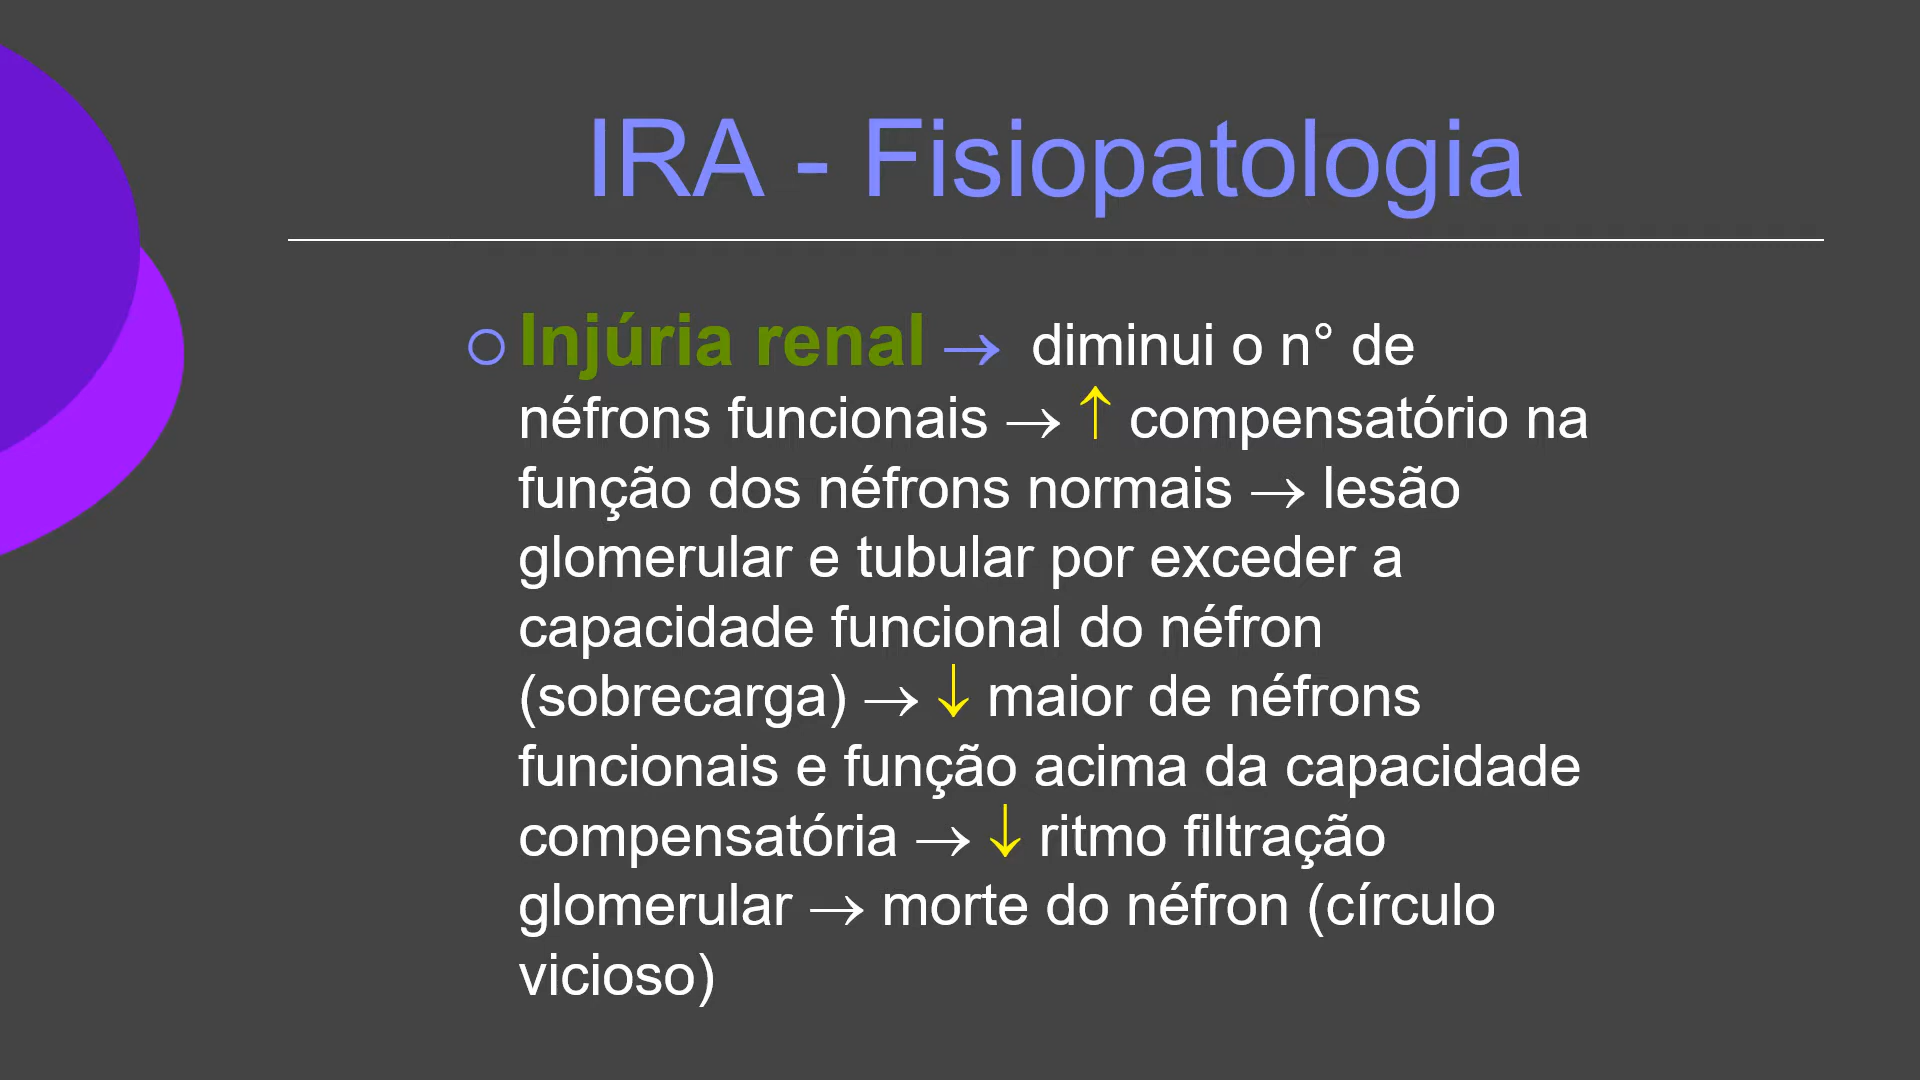 IRA - Fisiopatologia
Injúria renal → diminui o n° de
néfrons funcionais → ↑ compensatório na
função dos néfrons normais → lesão
glomerular e tubular por exceder a
capacidade funcional do néfron
(sobrecarga) → ↓ maior de néfrons
funcionais e função acima da capacidade
compensatória → ↓ ritmo filtração
glomerular → morte do néfron (círculo
vicioso)